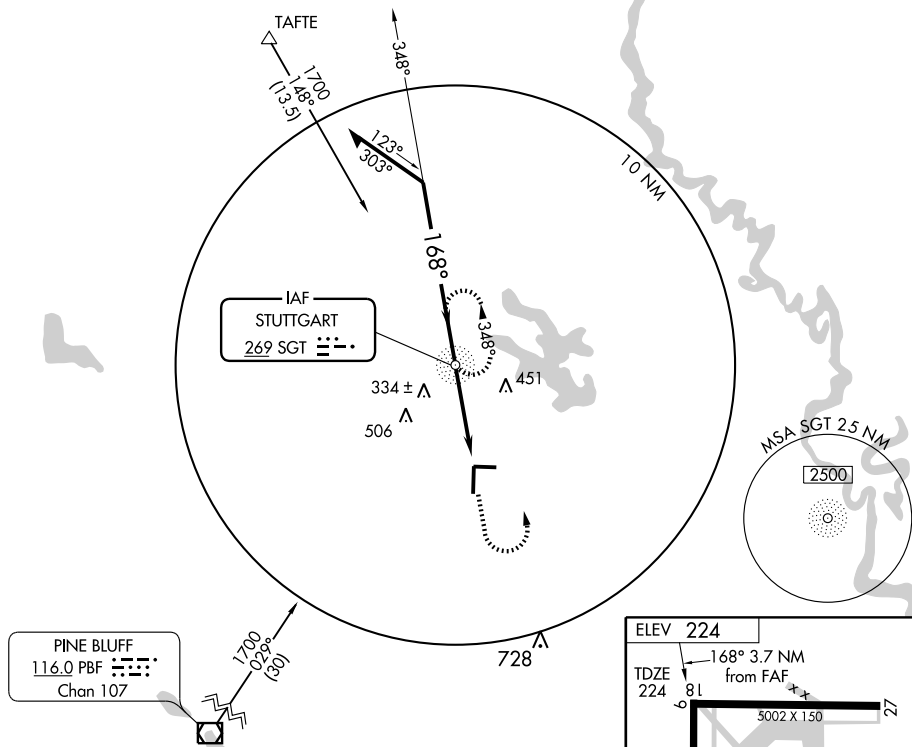 TAFTE
1700
148°
(13.5)
348°
123°
303°
10 NM
168°
IAF
STUTTGART
269 SGT
348°
334 ±
451
506
MSA SGT 25 NM
2500
PINE BLUFF
116.0 PBF
Chan 107
1700
029°
(30)
728
ELEV 224
168° 3.7 NM
from FAF
TDZE
224
18
9
x x
5002 X 150
27